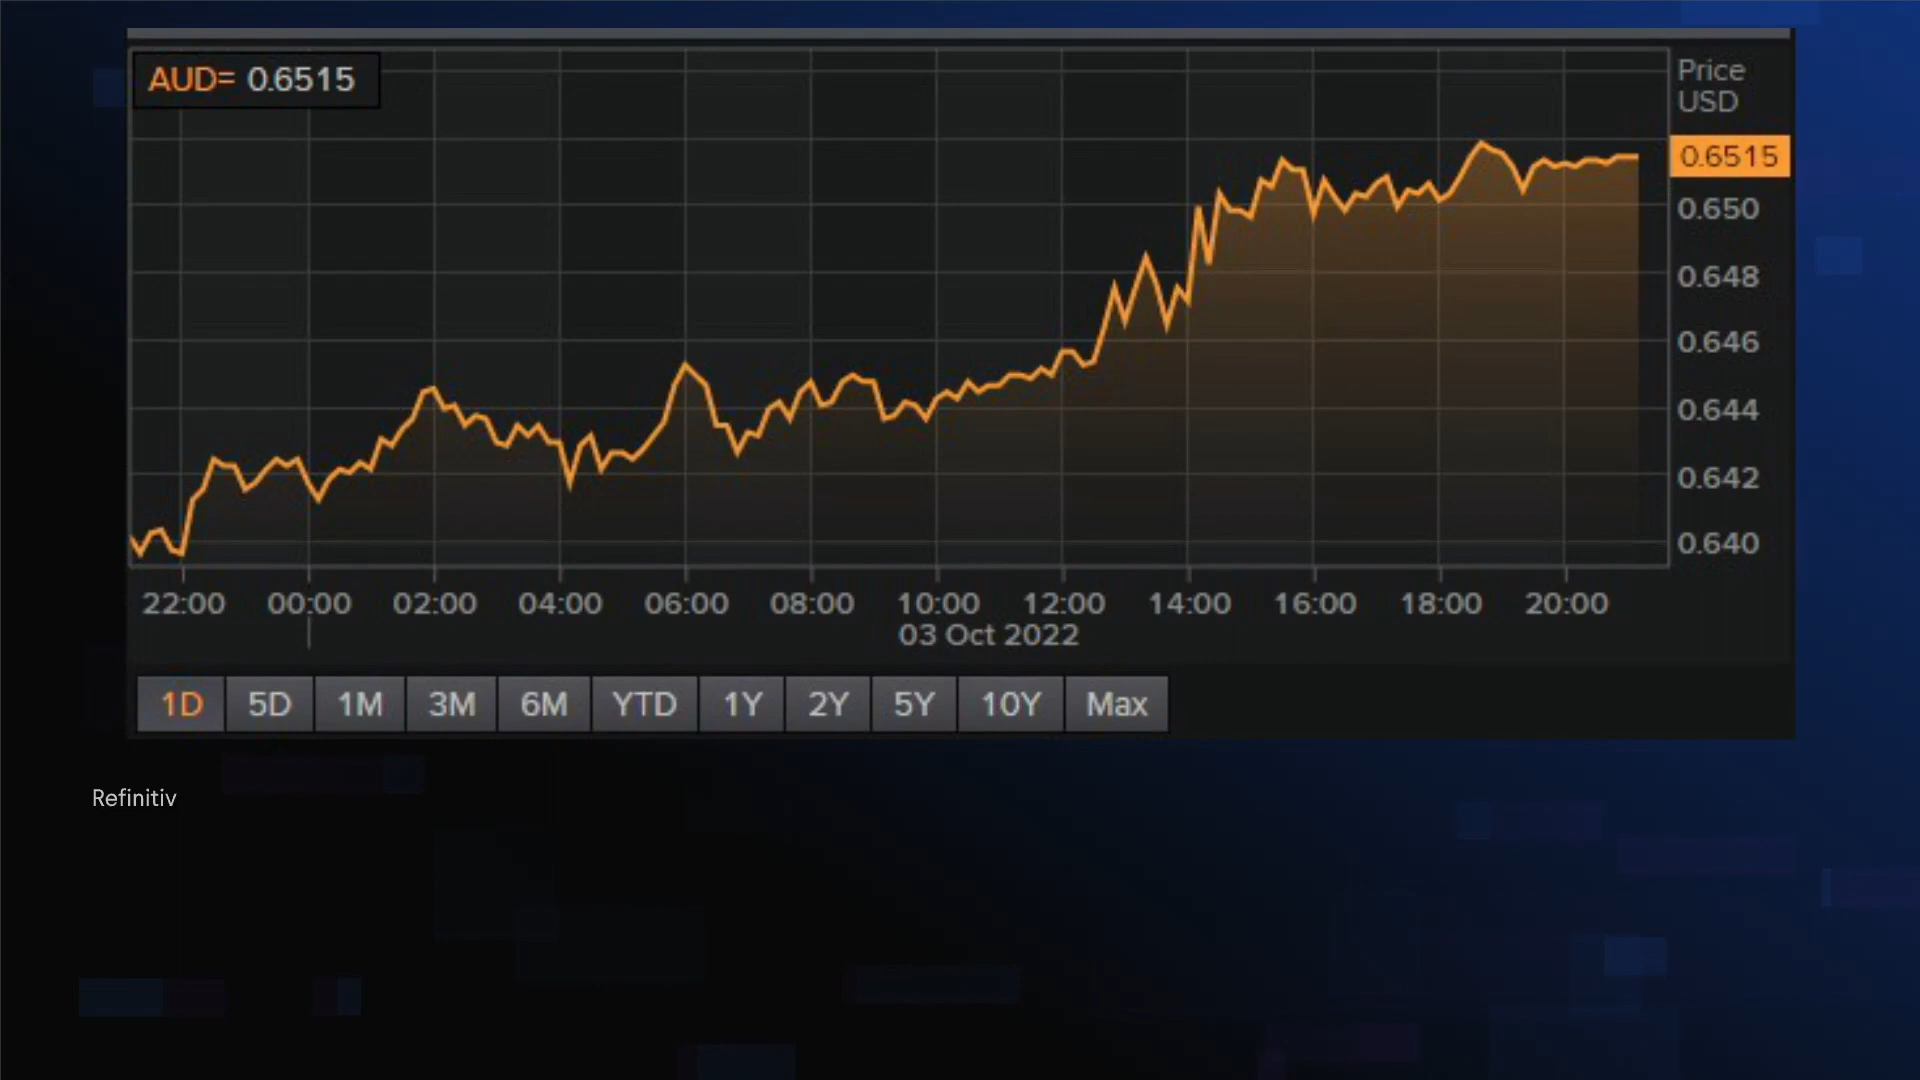 AUD= 0.6515
Price
USD
0.6515
0.650
0.648
0.646
0.644
0.642
0.640
22:00 00:00 02:00 04:00 06:00 08:00 10:00 12:00 14:00 16:00 18:00 20:00
03 Oct 2022
1D 5D 1M 3M 6M YTD 1Y 2Y 5Y 10Y Max
Refinitiv